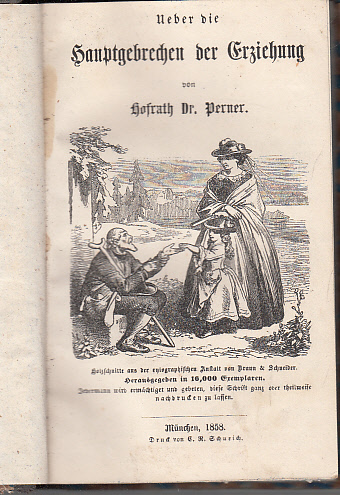 Ueber die
Hauptgebrechen der Erziehung
von
Hofrath Dr. Perner.
Holzschnitte aus der xylographischen Anstalt von Braun & Schneider.
Herausgegeben in 16,000 Exemplaren.
Jedermann wird ermächtiget und gebeten, diese Schrift ganz oder theilweise
nachdrucken zu lassen.
München, 1858.
Druck von C. R. Schurich.